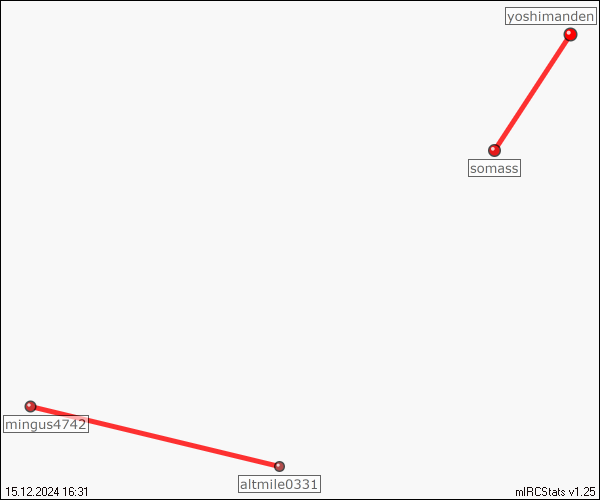 yoshimanden
somass
mingus4742
altmile0331
15.12.2024 16:31
mIRCStats v1.25